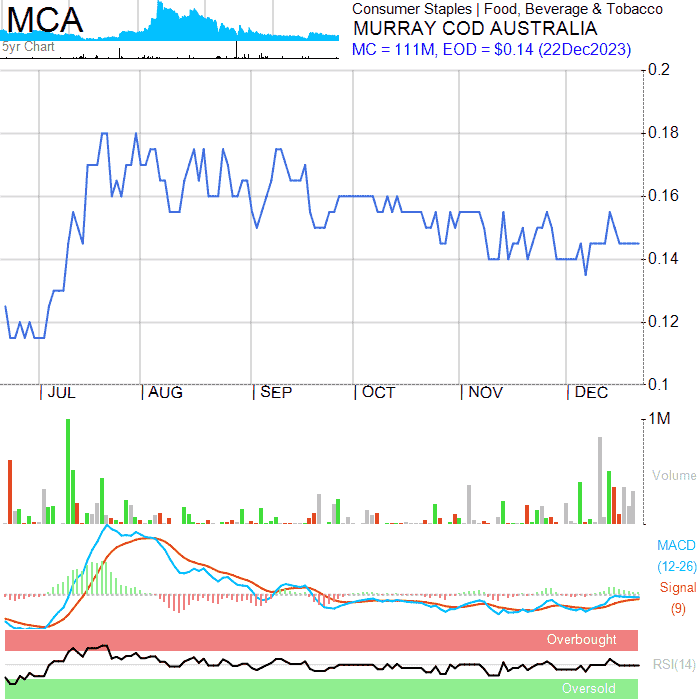 MCA
5yr Chart
Consumer Staples | Food, Beverage & Tobacco
MURRAY COD AUSTRALIA
MC = 111M, EOD = $0.14 (22Dec2023)
0.2
0.18
0.16
0.14
0.12
0.1
JUL AUG SEP OCT NOV DEC
1M
Volume
MACD
(12-26)
Signal
(9)
Overbought
RSI(14)
Oversold